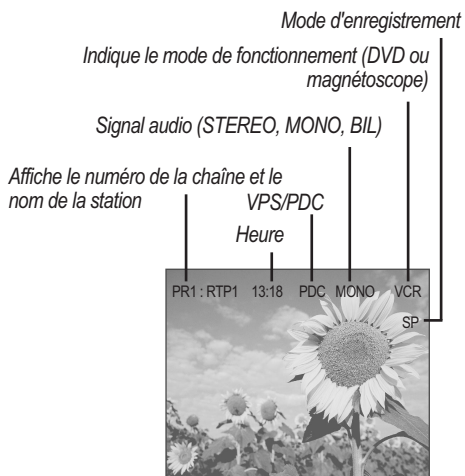 Mode d'enregistrement
Indique le mode de fonctionnement (DVD ou
magnétoscope)
Signal audio (STEREO, MONO, BIL)
Affiche le numéro de la chaîne et le
nom de la station
VPS/PDC
Heure
PR1 : RTP1 13:18 PDC MONO VCR
SP